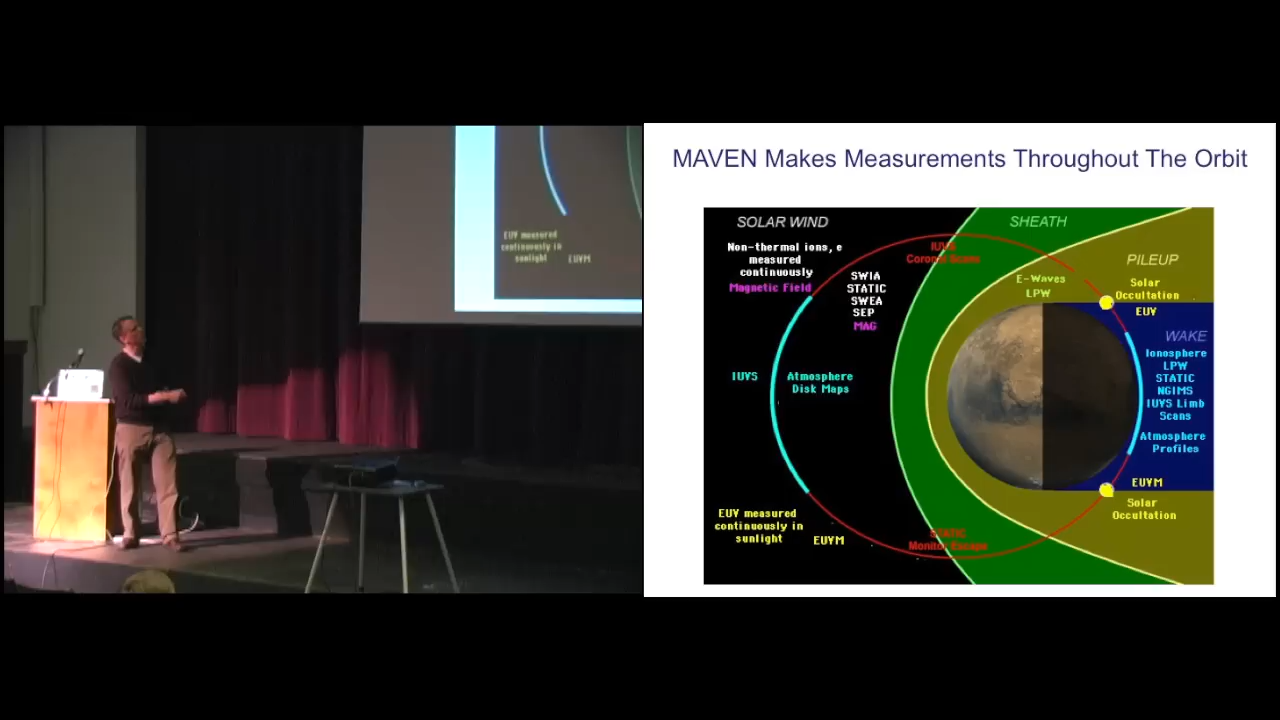 MAVEN Makes Measurements Throughout The Orbit
SOLAR WIND
SHEATH
PILEUP
WAKE
Non-thermal ions, e
measured
continuously
Magnetic Field
SWIA
STATIC
SWEA
SEP
MAG
IUVS
Coronal Scans
E-Waves
LPW
Solar
Occultation
EUV
IUVS
Atmosphere
Disk Maps
Ionosphere
LPW
STATIC
NGIMS
IUVS Limb
Scans
Atmosphere
Profiles
EUVM
Solar
Occultation
EUV measured
continuously in
sunlight
EUVM
STATIC
Monitor Escape
EUV measured
continuously in
sunlight
EUVM